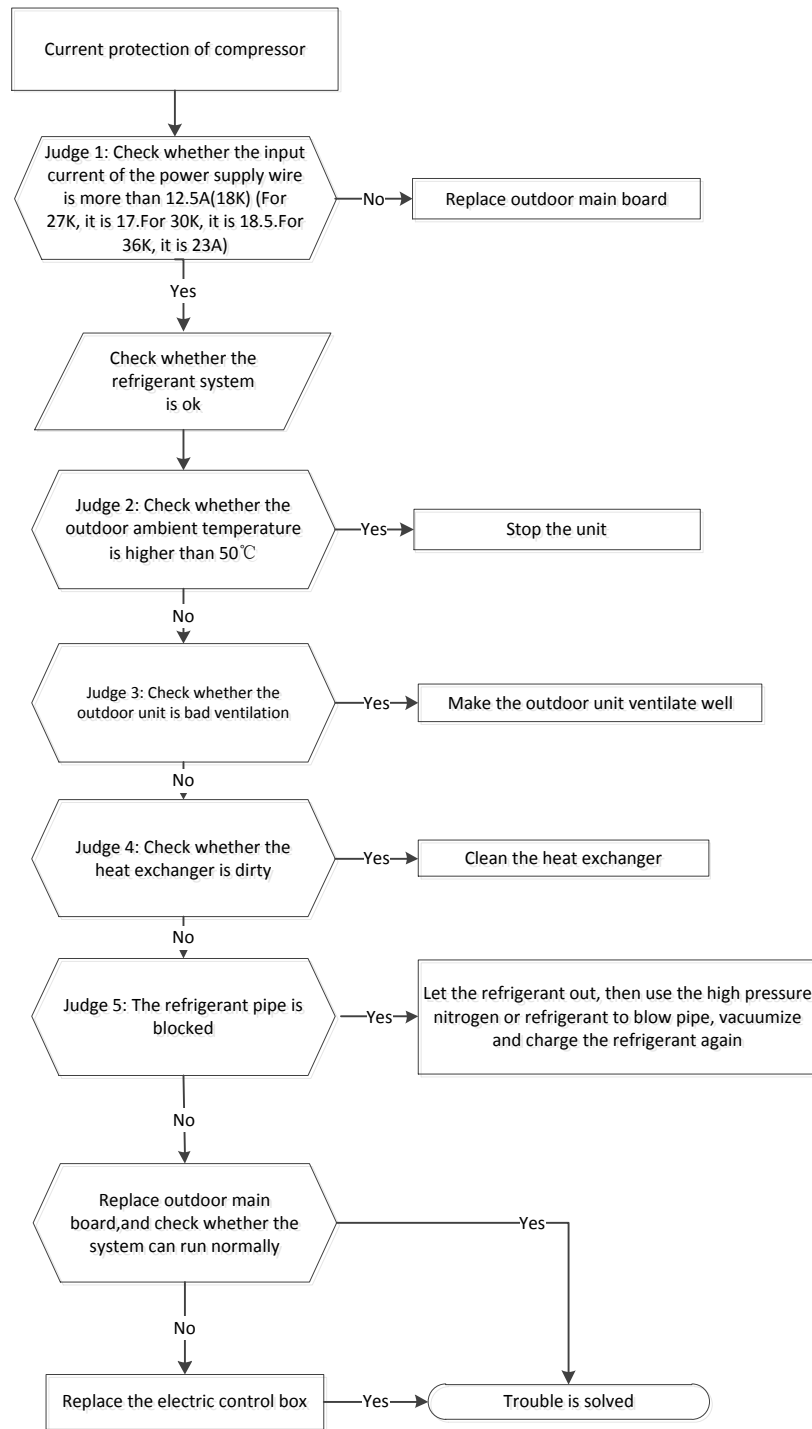 Current protection of compressor
Judge 1: Check whether the input
current of the power supply wire
is more than 12.5A(18K) (For
27K, it is 17.For 30K, it is 18.5.For
36K, it is 23A)
No
Replace outdoor main board
Yes
Check whether the
refrigerant system
is ok
Judge 2: Check whether the
outdoor ambient temperature
is higher than 50℃
Yes
Stop the unit
No
Judge 3: Check whether the
outdoor unit is bad ventilation
Yes
Make the outdoor unit ventilate well
No
Judge 4: Check whether the
heat exchanger is dirty
Yes
Clean the heat exchanger
No
Judge 5: The refrigerant pipe is
blocked
Yes
Let the refrigerant out, then use the high pressure
nitrogen or refrigerant to blow pipe, vacuumize
and charge the refrigerant again
No
Replace outdoor main
board,and check whether the
system can run normally
Yes
No
Replace the electric control box
Yes
Trouble is solved